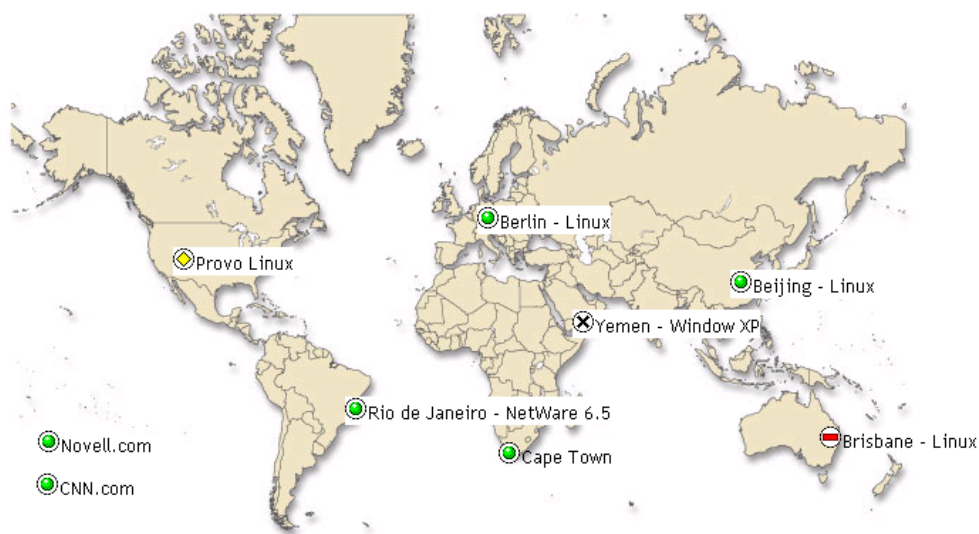 Berlin - Linux
Provo Linux
Beijing - Linux
Yemen - Window XP
Rio de Janeiro - NetWare 6.5
Novell.com
Brisbane - Linux
Cape Town
CNN.com